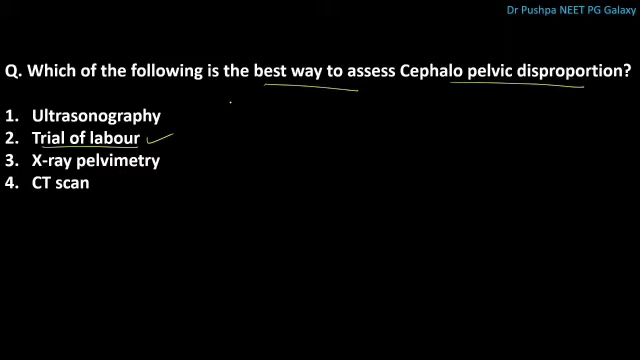 Dr Pushpa NEET PG Galaxy
Q. Which of the following is the best way to assess Cephalo pelvic disproportion?
1. Ultrasonography
2. Trial of labour
3. X-ray pelvimetry
4. CT scan